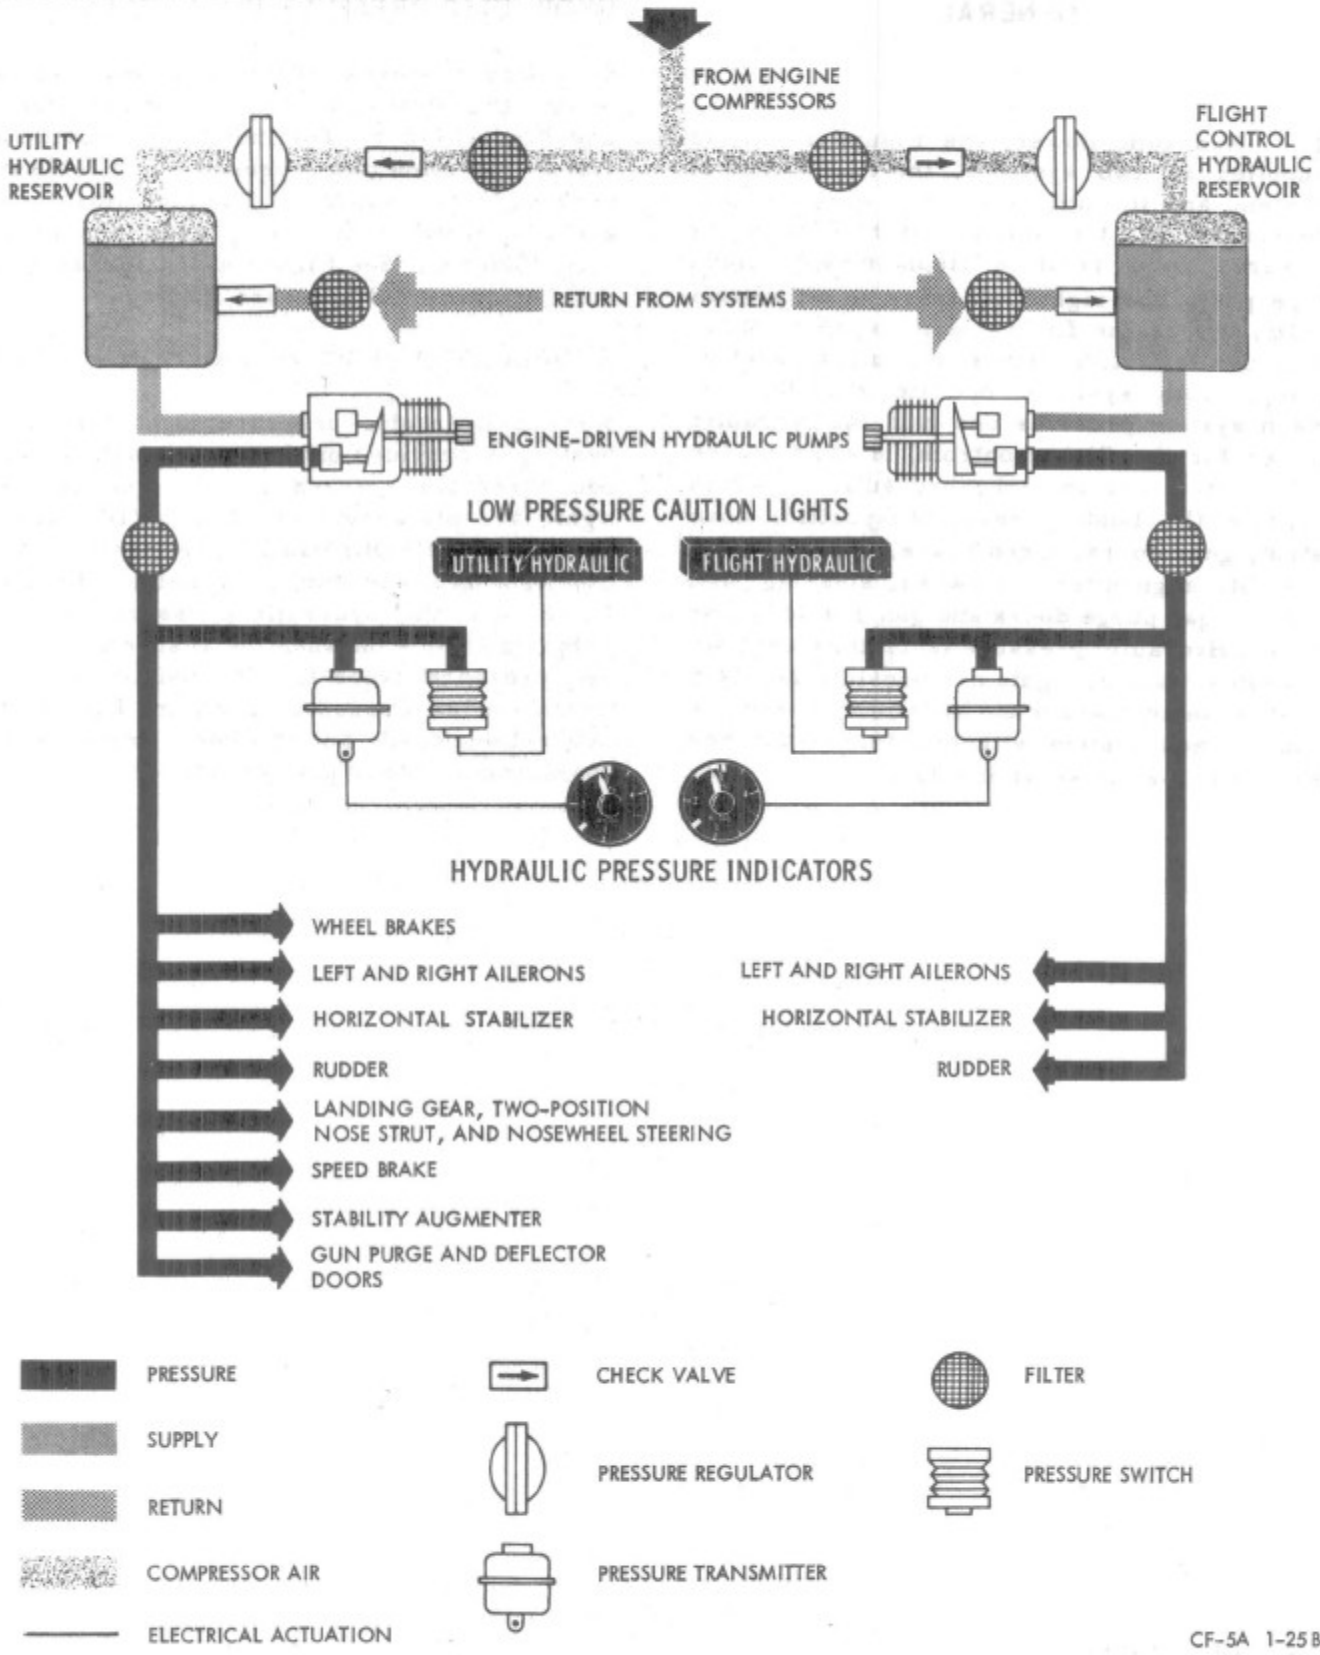 FROM ENGINE
COMPRESSORS
UTILITY
HYDRAULIC
RESERVOIR
FLIGHT
CONTROL
HYDRAULIC
RESERVOIR
RETURN FROM SYSTEMS
ENGINE-DRIVEN HYDRAULIC PUMPS
LOW PRESSURE CAUTION LIGHTS
UTILITY HYDRAULIC
FLIGHT HYDRAULIC
HYDRAULIC PRESSURE INDICATORS
WHEEL BRAKES
LEFT AND RIGHT AILERONS
HORIZONTAL STABILIZER
RUDDER
LANDING GEAR, TWO-POSITION
NOSE STRUT, AND NOSEWHEEL STEERING
SPEED BRAKE
STABILITY AUGMENTER
GUN PURGE AND DEFLECTOR
DOORS
LEFT AND RIGHT AILERONS
HORIZONTAL STABILIZER
RUDDER
PRESSURE
SUPPLY
RETURN
COMPRESSOR AIR
ELECTRICAL ACTUATION
CHECK VALVE
PRESSURE REGULATOR
PRESSURE TRANSMITTER
FILTER
PRESSURE SWITCH
CF-5A 1-25B